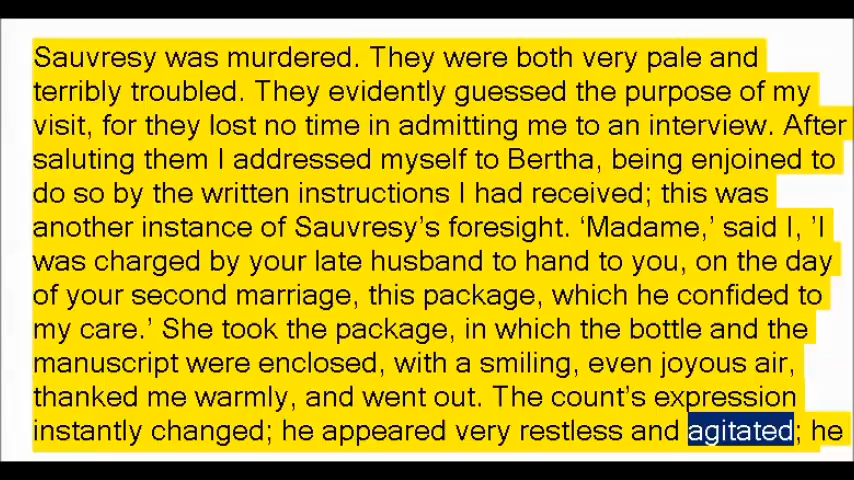 Sauvresy was murdered. They were both very pale and
terribly troubled. They evidently guessed the purpose of my
visit, for they lost no time in admitting me to an interview. After
saluting them I addressed myself to Bertha, being enjoined to
do so by the written instructions I had received; this was
another instance of Sauvresy’s foresight. ‘Madame,’ said I, ’I
was charged by your late husband to hand to you, on the day
of your second marriage, this package, which he confided to
my care.’ She took the package, in which the bottle and the
manuscript were enclosed, with a smiling, even joyous air,
thanked me warmly, and went out. The count’s expression
instantly changed; he appeared very restless and agitated; he